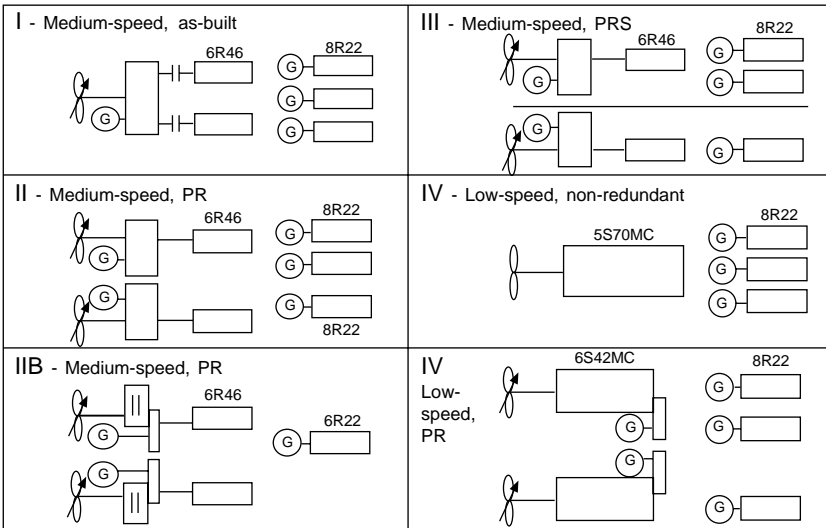 I - Medium-speed, as-built
6R46
8R22
G
G
G
G
III - Medium-speed, PRS
6R46
8R22
G
G
G
G
G
II - Medium-speed, PR
6R46
8R22
G
G
G
G
G
8R22
IV - Low-speed, non-redundant
5S70MC
8R22
G
G
G
IIB - Medium-speed, PR
6R46
6R22
G
G
G
IV
Low-
speed,
PR
6S42MC
8R22
G
G
G
G
G